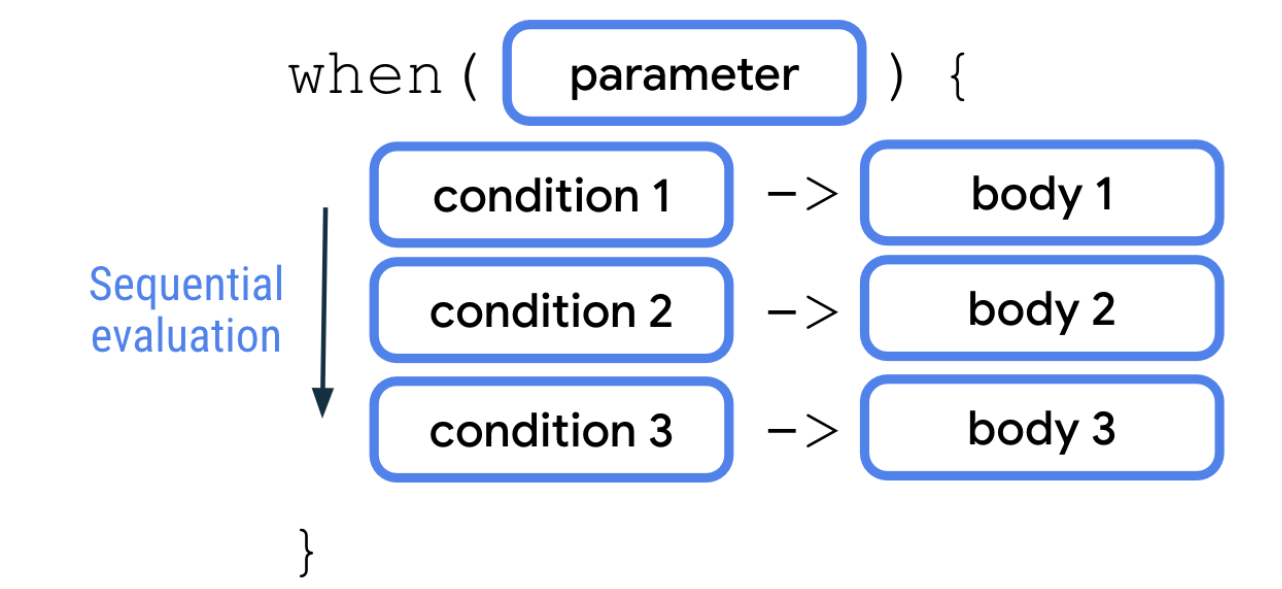 when ( parameter ) {
condition 1 -> body 1
Sequential
evaluation
condition 2 -> body 2
condition 3 -> body 3
}